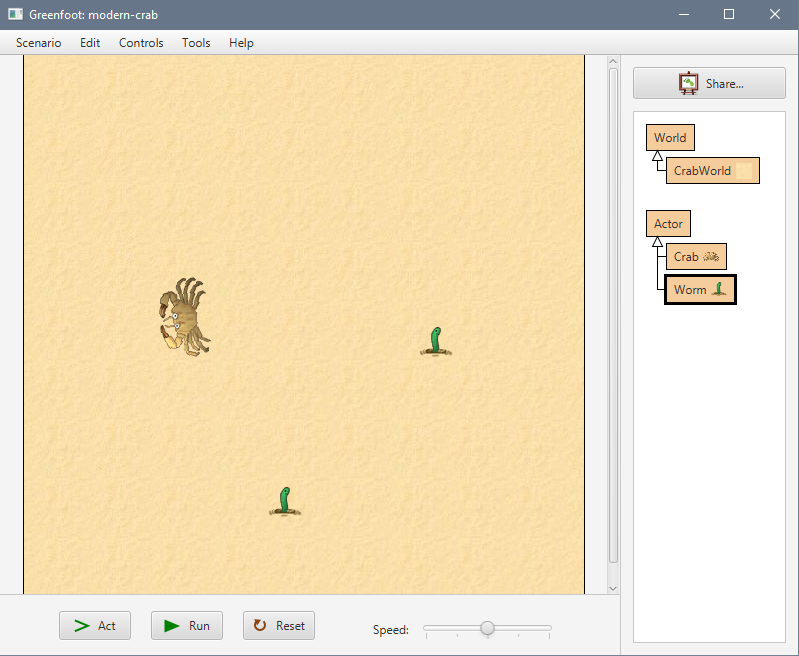 Greenfoot: modern-crab
Scenario Edit Controls Tools Help
Share...
World
CrabWorld
Actor
Crab
Worm
Act Run Reset Speed: